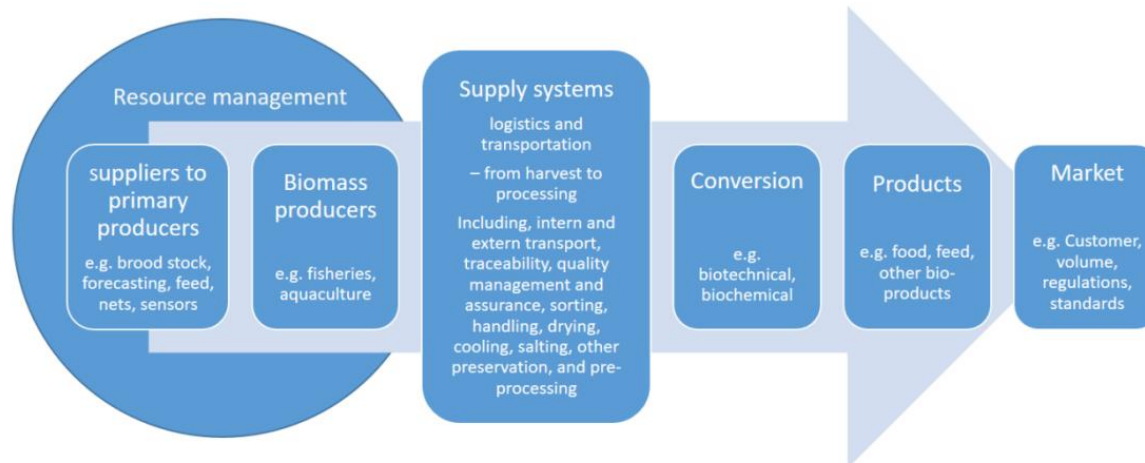 Resource management
suppliers to
primary
producers
e.g. brood stock,
forecasting, feed,
nets, sensors
Biomass
producers
e.g. fisheries,
aquaculture
Supply systems
logistics and
transportation
– from harvest to
processing
Including, intern and
extern transport,
traceability, quality
management and
assurance, sorting,
handling, drying,
cooling, salting, other
preservation, and pre-
processing
Conversion
e.g.
biotechnical,
biochemical
Products
e.g. food, feed,
other bio-
products
Market
e.g. Customer,
volume,
regulations,
standards